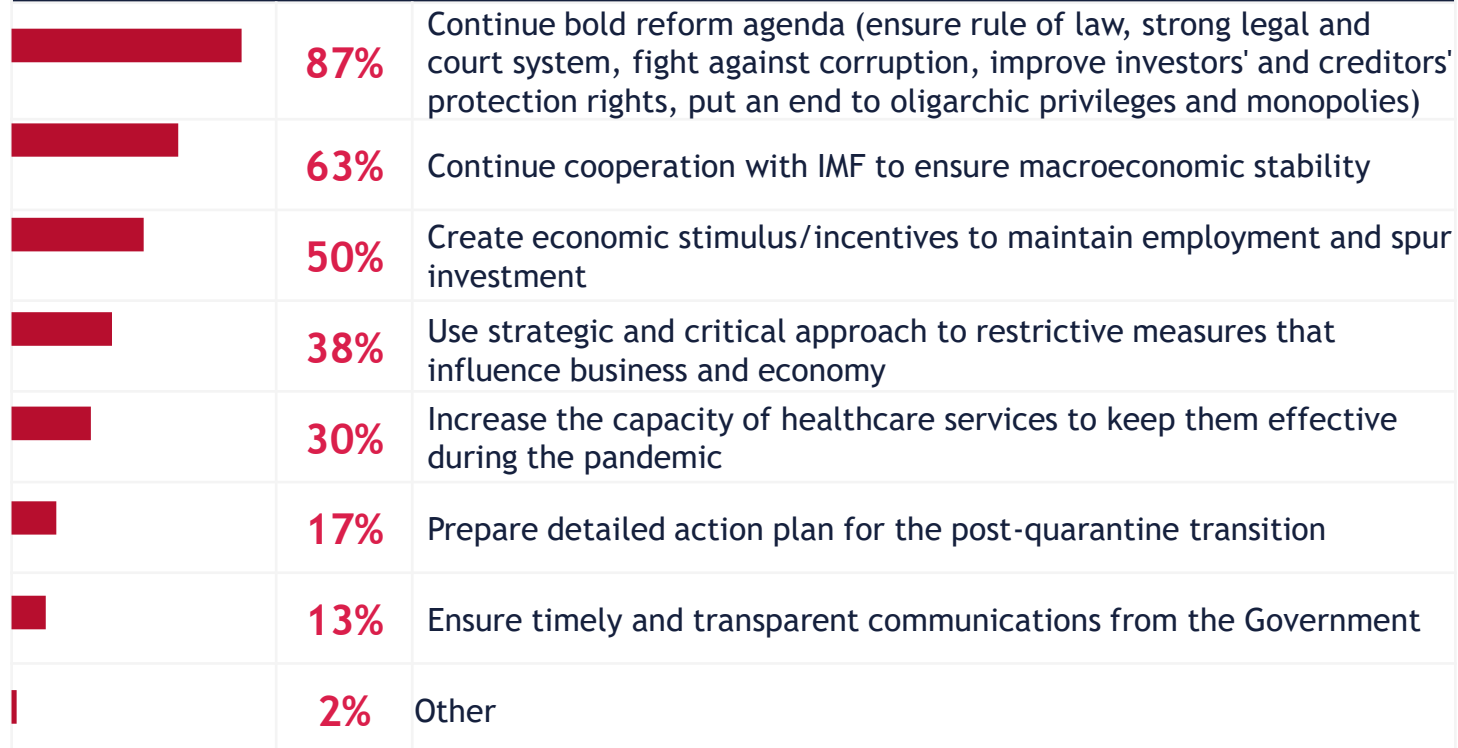 87%
Continue bold reform agenda (ensure rule of law, strong legal and
court system, fight against corruption, improve investors' and creditors'
protection rights, put an end to oligarchic privileges and monopolies)
63%
Continue cooperation with IMF to ensure macroeconomic stability
50%
Create economic stimulus/incentives to maintain employment and spur
investment
38%
Use strategic and critical approach to restrictive measures that
influence business and economy
30%
Increase the capacity of healthcare services to keep them effective
during the pandemic
17%
Prepare detailed action plan for the post-quarantine transition
13%
Ensure timely and transparent communications from the Government
2%
Other